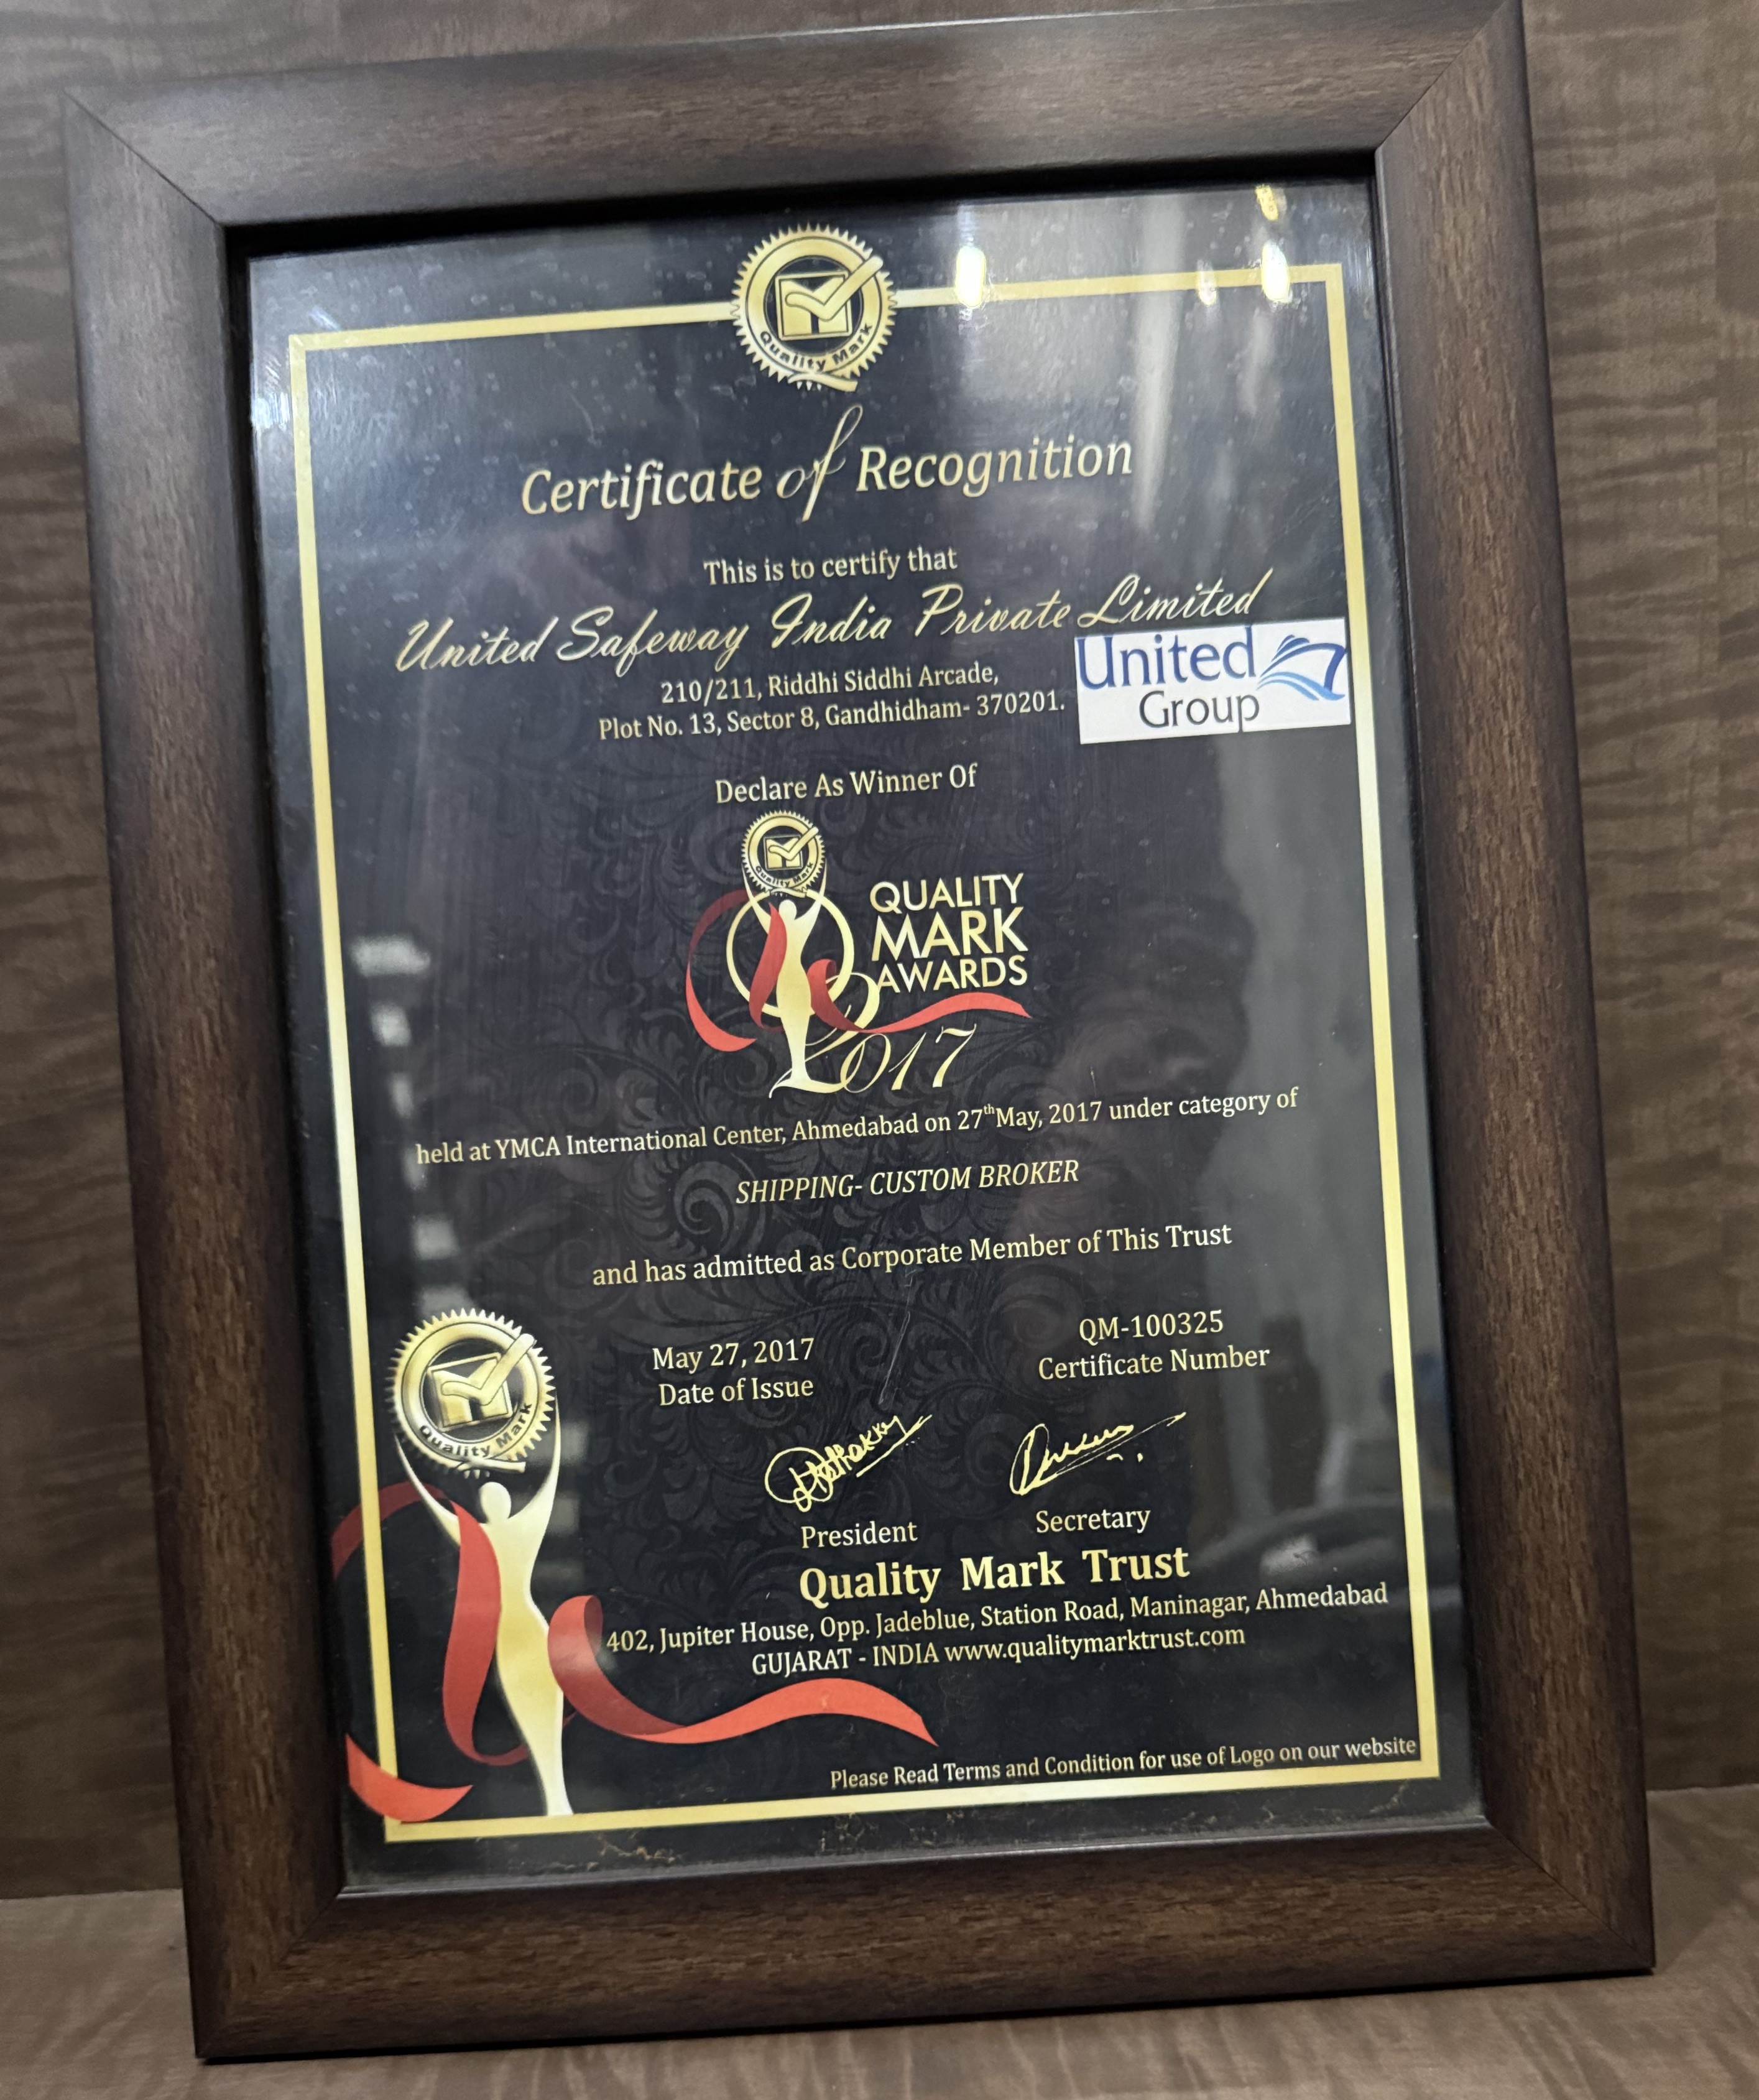 Quality Mark
Certificate of Recognition
This is to certify that
United Safeway India Private Limited
210/211, Riddhi Siddhi Arcade,
Plot No. 13, Sector 8, Gandhidham- 370201.
United
Group
Declare As Winner Of
Quality Mark
QUALITY
MARK
AWARDS
2017
held at YMCA International Center, Ahmedabad on 27thMay, 2017 under category of
SHIPPING- CUSTOM BROKER
and has admitted as Corporate Member of This Trust
May 27, 2017
Date of Issue
QM-100325
Certificate Number
Quality Mark
President
Secretary
Quality Mark Trust
402, Jupiter House, Opp. Jadeblue, Station Road, Maninagar, Ahmedabad
GUJARAT - INDIA www.qualitymarktrust.com
Please Read Terms and Condition for use of Logo on our website